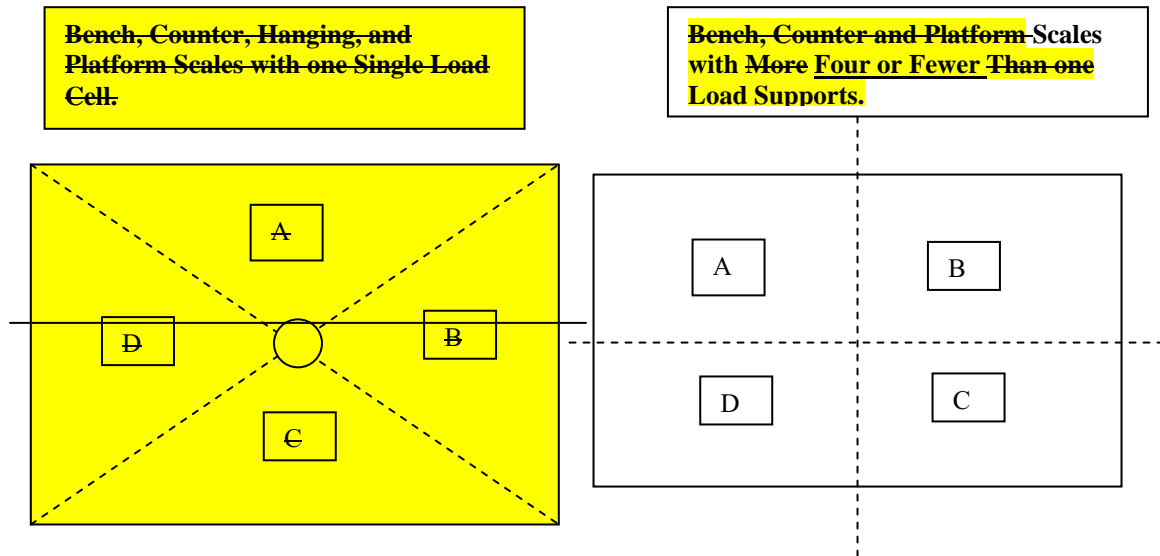 Bench, Counter, Hanging, and
Platform Scales with one Single Load
Cell.
Bench, Counter and Platform Scales
with More Four or Fewer Than one
Load Supports.
A
D
B
C
A
B
D
C